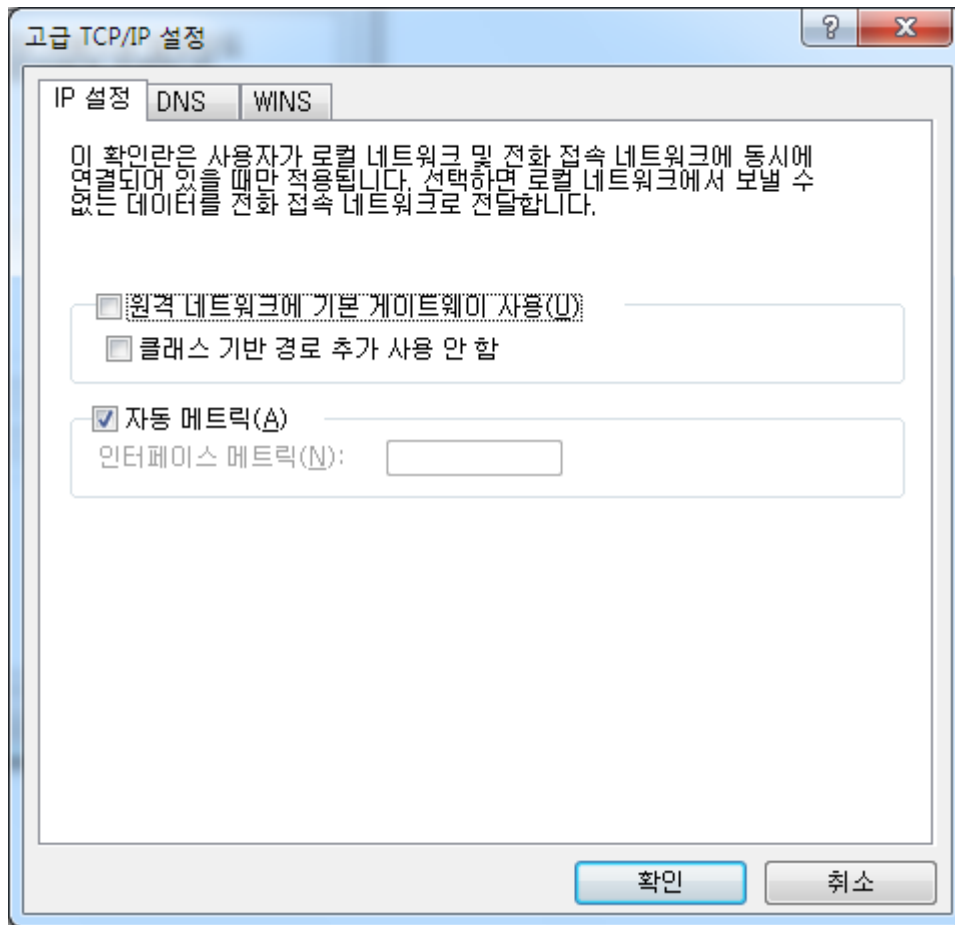 고급 TCP/IP 설정
IP 설정 DNS WINS
이 확인란은 사용자가 로컬 네트워크 및 전화 접속 네트워크에 동시에
연결되어 있을 때만 적용됩니다. 선택하면 로컬 네트워크에서 보낼 수
없는 데이터를 전화 접속 네트워크로 전달합니다.
원격 네트워크에 기본 게이트웨이 사용(U)
클래스 기반 경로 추가 사용 안 함
자동 메트릭(A)
인터페이스 메트릭(N):
확인 취소